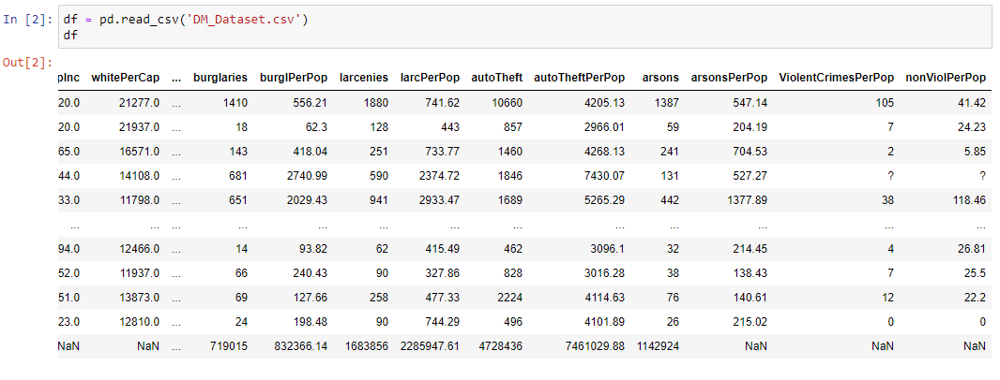 In [2]: df = pd.read_csv('DM_Dataset.csv')
df
Out[2]:
pInc whitePerCap ... burglaries burglPerPop larcenies larcPerPop autoTheft autoTheftPerPop arsons arsonsPerPop ViolentCrimesPerPop nonViolPerPop
20.0 21277.0 ... 1410 556.21 1880 741.62 10660 4205.13 1387 547.14 105 41.42
20.0 21937.0 ... 18 62.3 128 443 857 2966.01 59 204.19 7 24.23
65.0 16571.0 ... 143 418.04 251 733.77 1460 4268.13 241 704.53 2 5.85
44.0 14108.0 ... 681 2740.99 590 2374.72 1846 7430.07 131 527.27 ? ?
33.0 11798.0 ... 651 2029.43 941 2933.47 1689 5265.29 442 1377.89 38 118.46
... ... ... ... ... ... ... ... ... ... ... ... ...
94.0 12466.0 ... 14 93.82 62 415.49 462 3096.1 32 214.45 4 26.81
52.0 11937.0 ... 66 240.43 90 327.86 828 3016.28 38 138.43 7 25.5
51.0 13873.0 ... 69 127.66 258 477.33 2224 4114.63 76 140.61 12 22.2
23.0 12810.0 ... 24 198.48 90 744.29 496 4101.89 26 215.02 0 0
NaN NaN ... 719015 832366.14 1683856 2285947.61 4728436 7461029.88 1142924 NaN NaN NaN